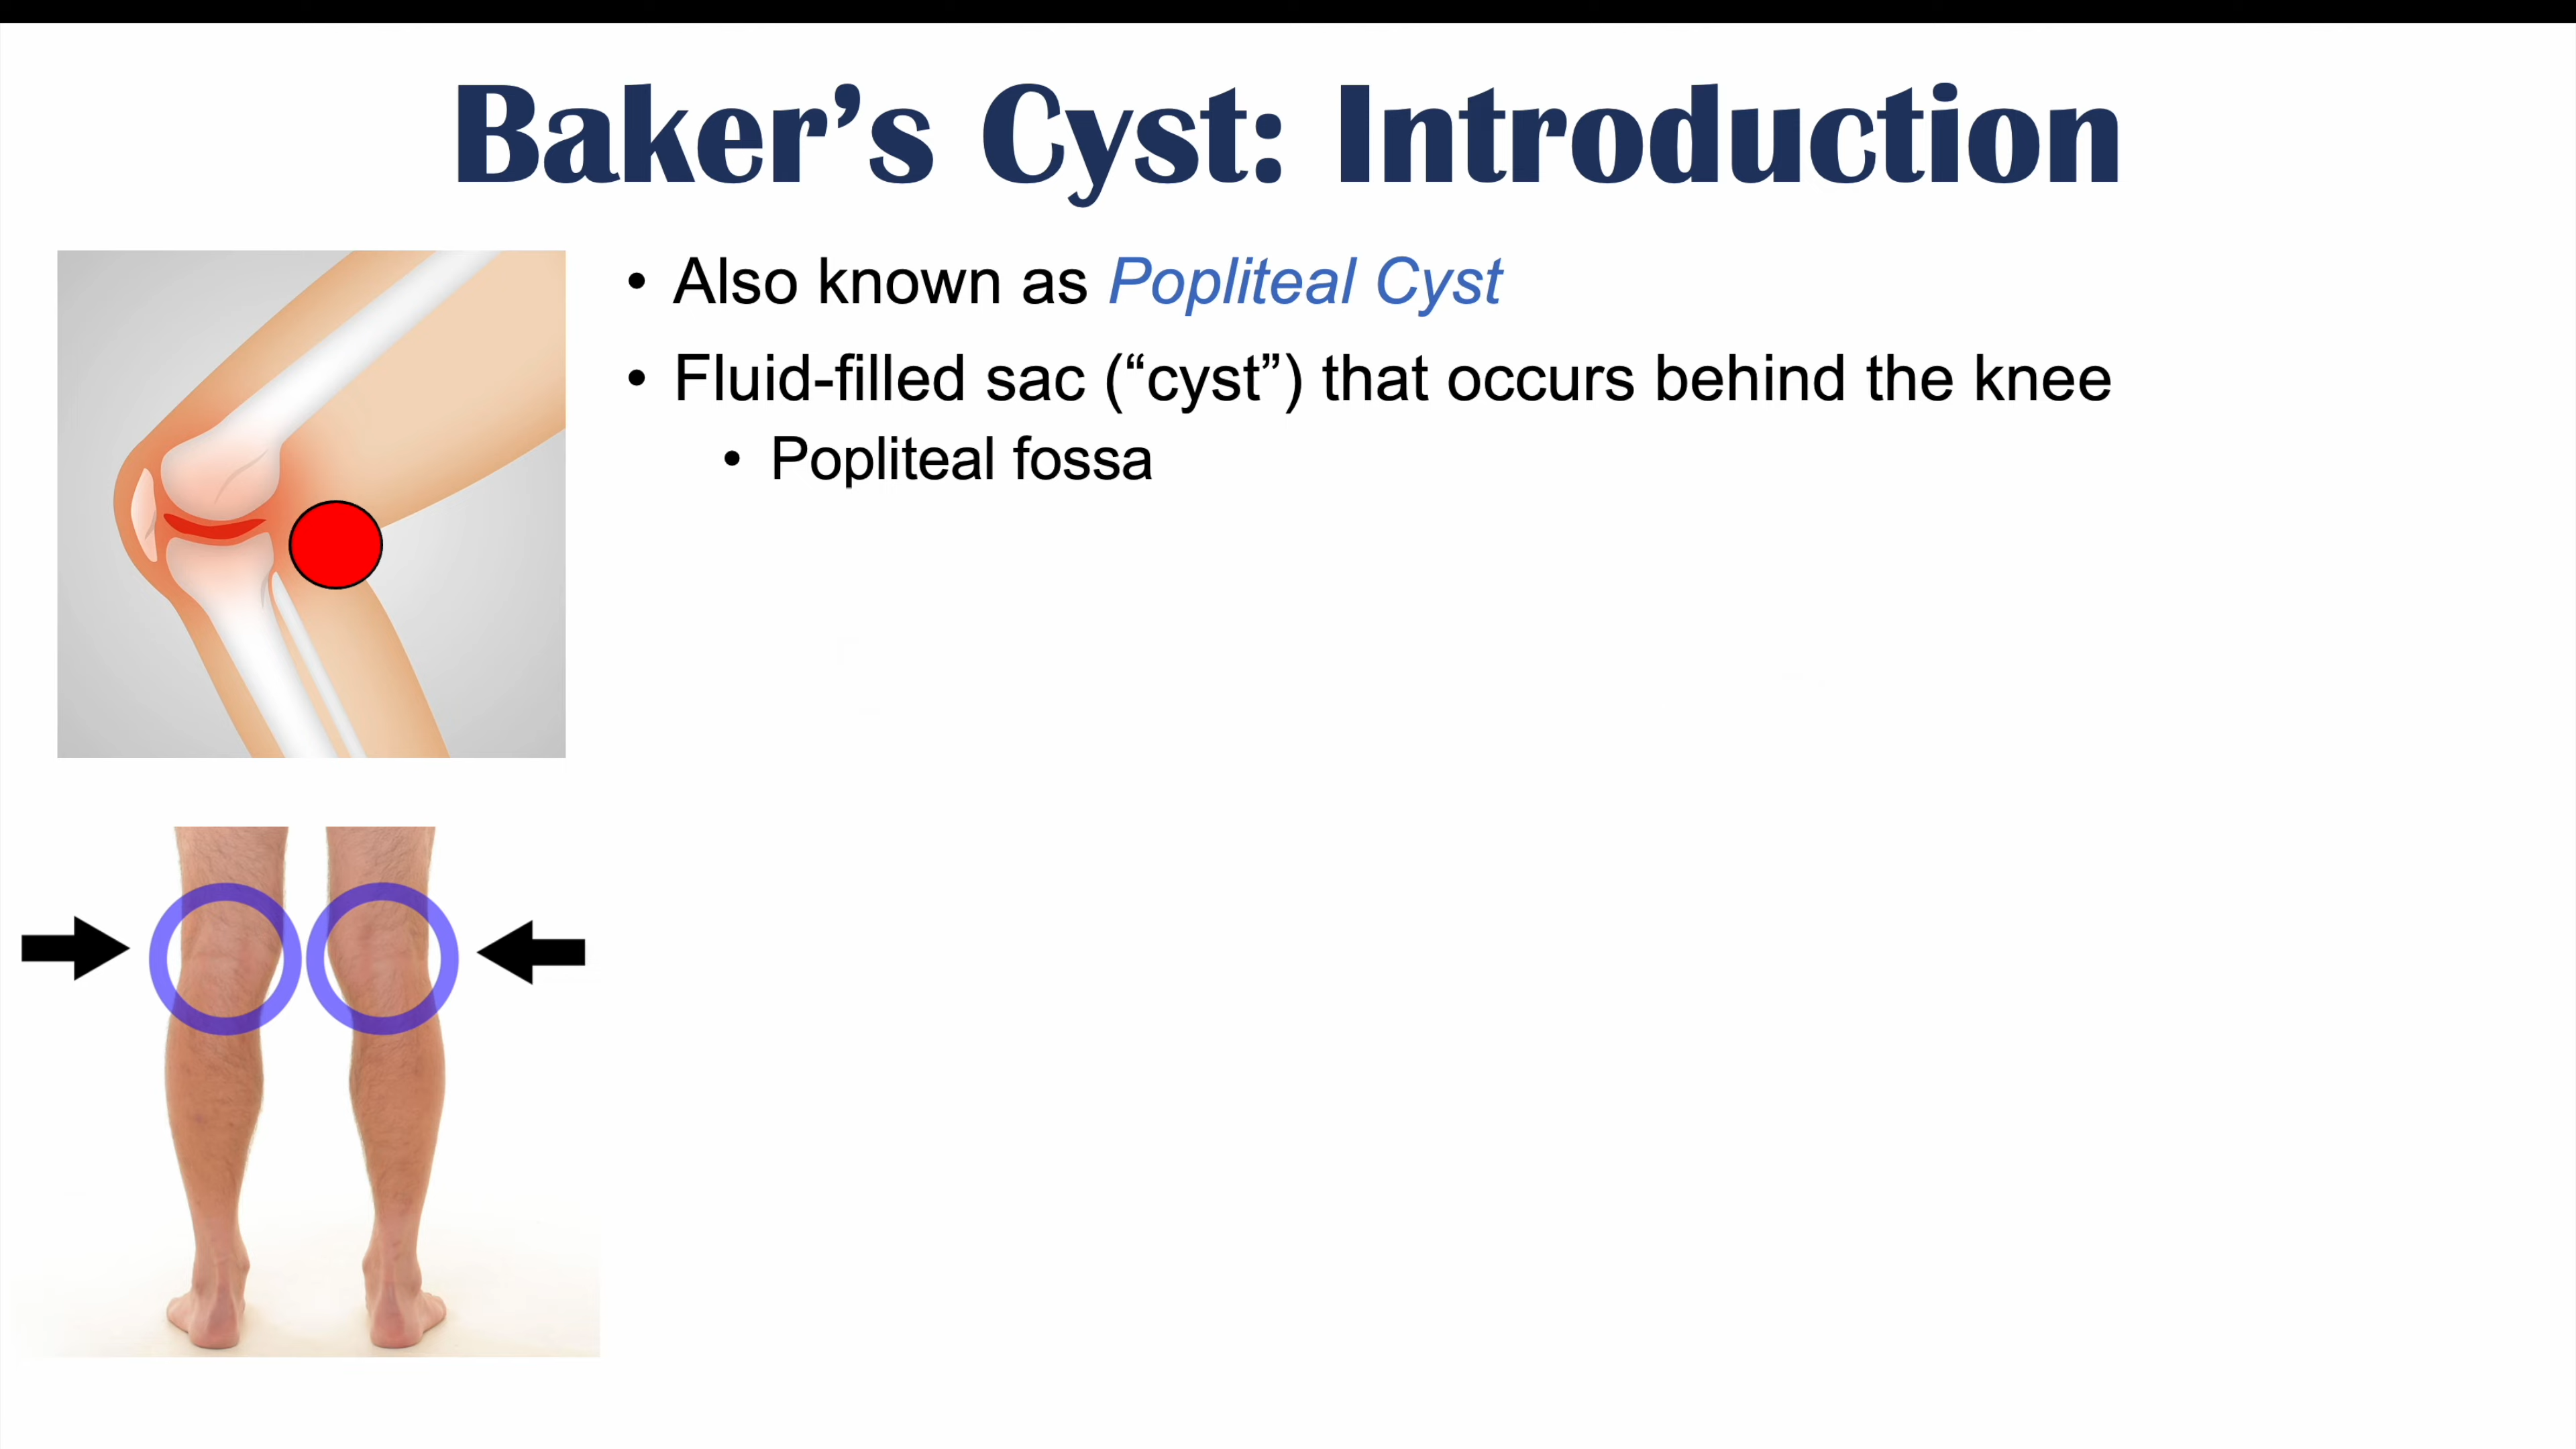 Baker’s Cyst: Introduction
• Also known as Popliteal Cyst
• Fluid-filled sac (“cyst”) that occurs behind the knee
• Popliteal fossa